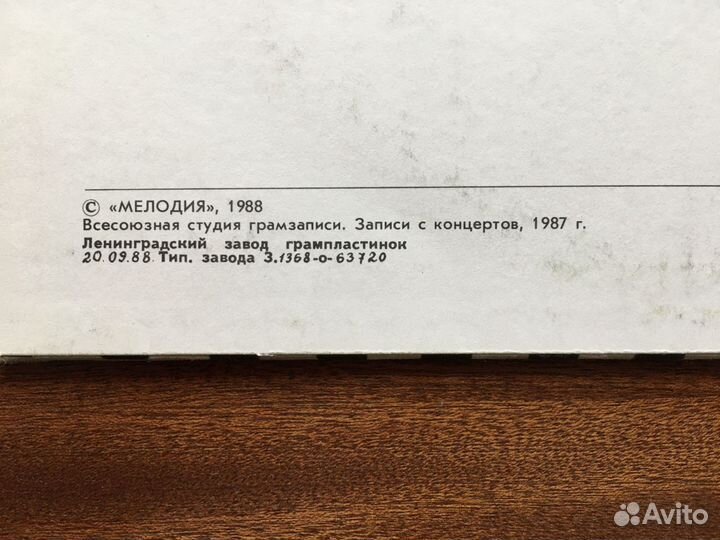 © «МЕЛОДИЯ», 1988
Всесоюзная студия грамзаписи. Записи с концертов, 1987 г.
Ленинградский завод грампластинок
20.09.88. Тип. завода З.1368-о-63720
Avito